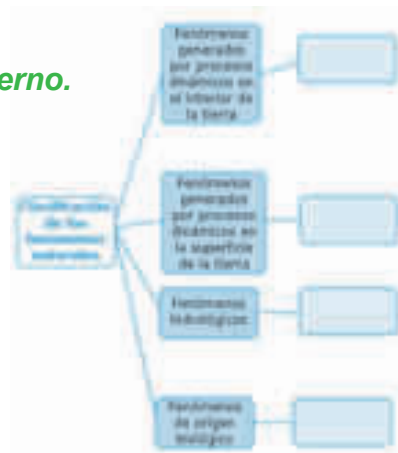 erno.
Fenómenos
generados
por procesos
dinámicos en
el interior de
la tierra
Clasificación
de los
fenómenos
naturales
Fenómenos
generados
por procesos
dinámicos en
la superficie
de la tierra
Fenómenos
hidrológicos
Fenómenos
de origen
biológico